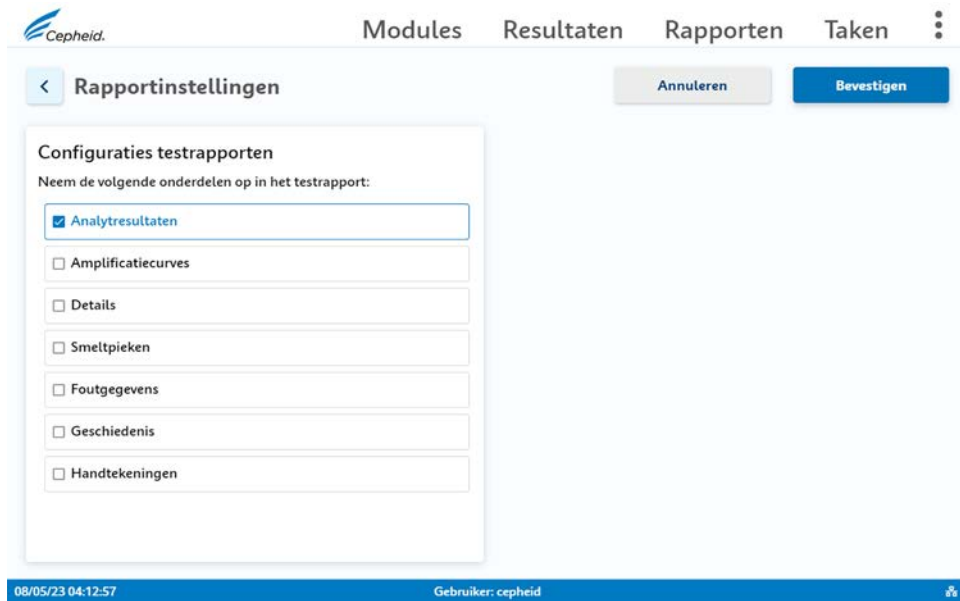 Cepheid.
Modules Resultaten Rapporten Taken
Rapportinstellingen
Annuleren
Bevestigen
Configuraties testrapporten
Neem de volgende onderdelen op in het testrapport:
Analytresultaten
Amplificatiecurves
Details
Smeltpieken
Foutgegevens
Geschiedenis
Handtekeningen
08/05/23 04:12:57
Gebruiker: cepheid